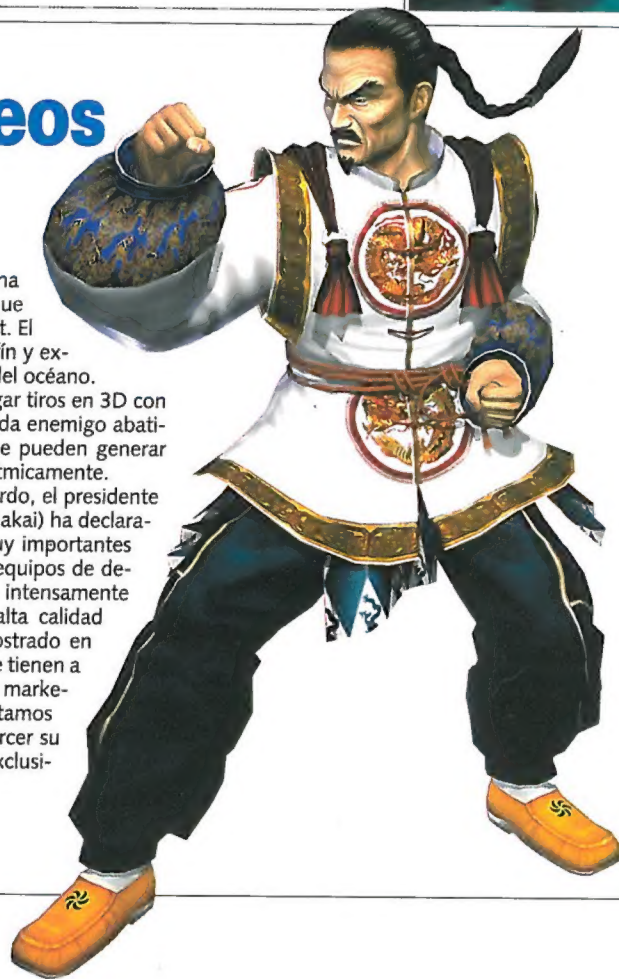 eos
na
ue
t. El
ín y ex-
del océano.
gar tiros en 3D con
da enemigo abati-
e pueden generar
tmicamente.
rdo, el presidente
akai) ha declara-
uy importantes
equipos de de-
intensamente
alta calidad
ostrado en
e tienen a
marke-
tamos
rcer su
xclusi-